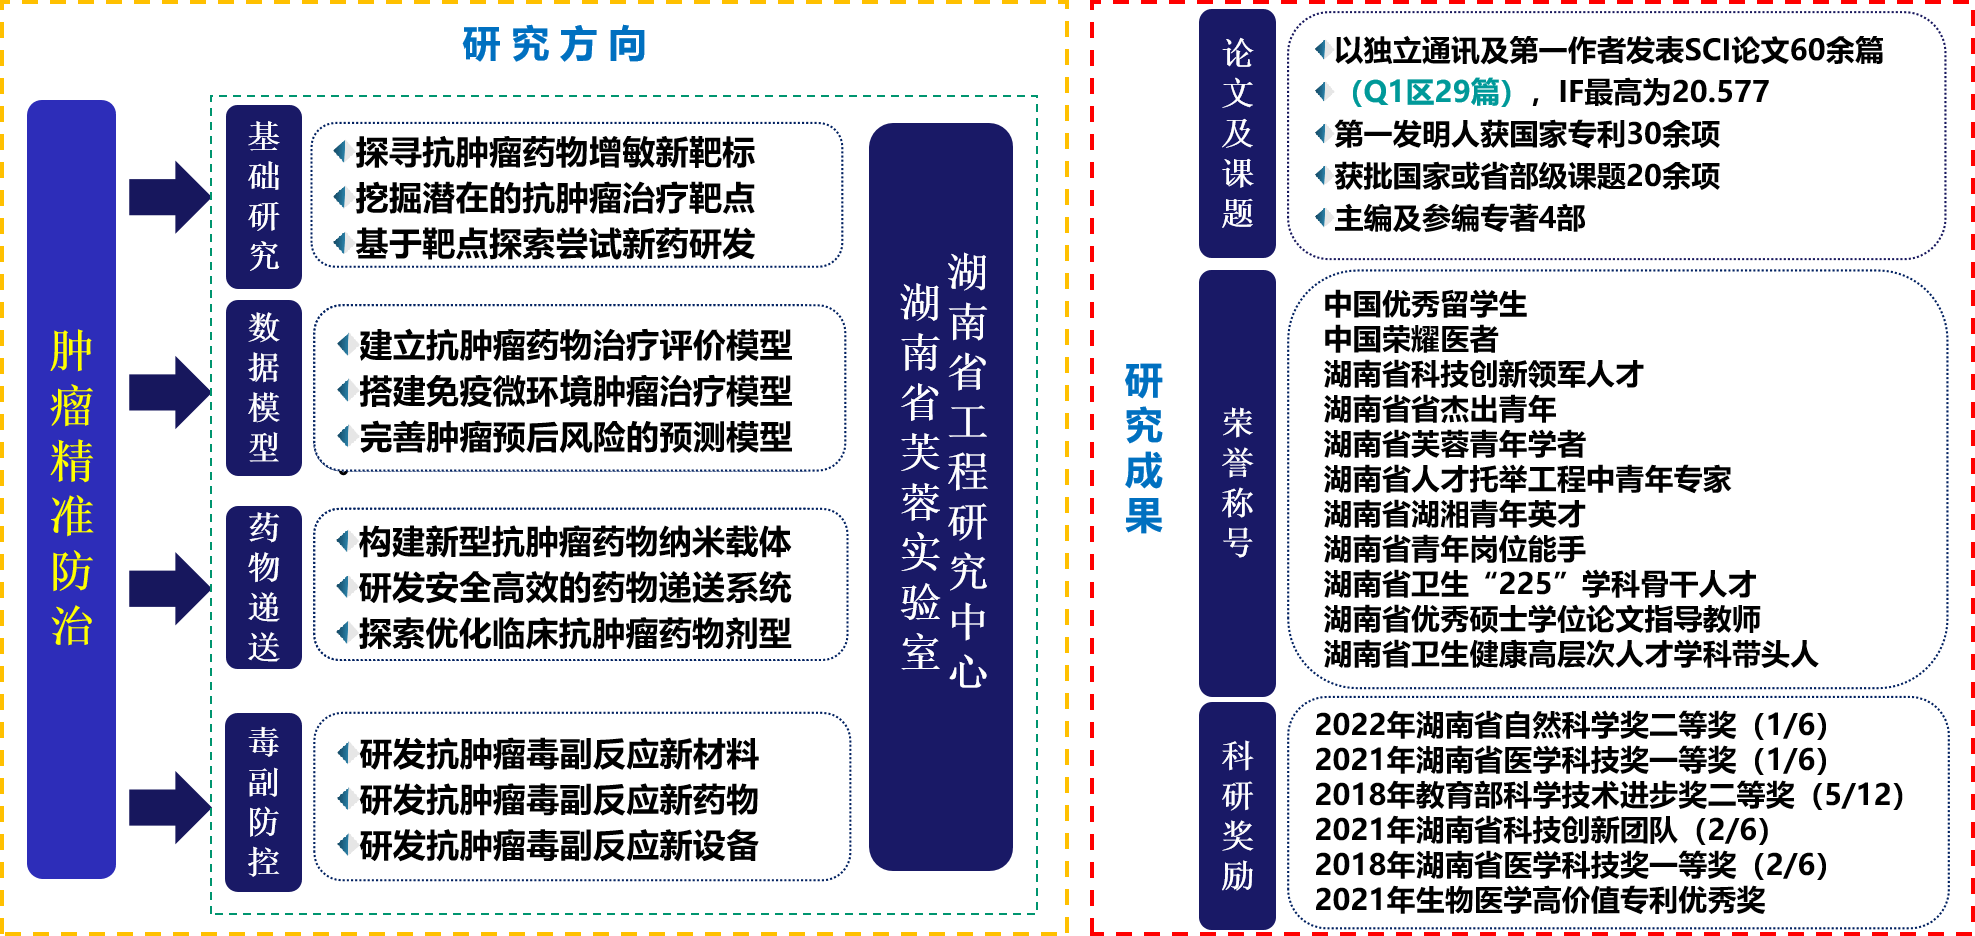 研究方向
肿瘤精准防治
基础研究
探寻抗肿瘤药物增敏新靶标
挖掘潜在的抗肿瘤治疗靶点
基于靶点探索尝试新药研发
数据模型
建立抗肿瘤药物治疗评价模型
搭建免疫微环境肿瘤治疗模型
完善肿瘤预后风险的预测模型
药物递送
构建新型抗肿瘤药物纳米载体
研发安全高效的药物递送系统
探索优化临床抗肿瘤药物剂型
毒副防控
研发抗肿瘤毒副反应新材料
研发抗肿瘤毒副反应新药物
研发抗肿瘤毒副反应新设备
湖南省工程研究中心
湖南省芙蓉实验室
研究成果
论文及课题
以独立通讯及第一作者发表SCI论文60余篇
（Q1区29篇），IF最高为20.577
第一发明人获国家专利30余项
获批国家或省部级课题20余项
主编及参编专著4部
荣誉称号
中国优秀留学生
中国荣耀医者
湖南省科技创新领军人才
湖南省省杰出青年
湖南省芙蓉青年学者
湖南省人才托举工程中青年专家
湖南省湖湘青年英才
湖南省青年岗位能手
湖南省卫生“225”学科骨干人才
湖南省优秀硕士学位论文指导教师
湖南省卫生健康高层次人才学科带头人
科研奖励
2022年湖南省自然科学奖二等奖（1/6）
2021年湖南省医学科技奖一等奖（1/6）
2018年教育部科学技术进步奖二等奖（5/12）
2021年湖南省科技创新团队（2/6）
2018年湖南省医学科技奖一等奖（2/6）
2021年生物医学高价值专利优秀奖